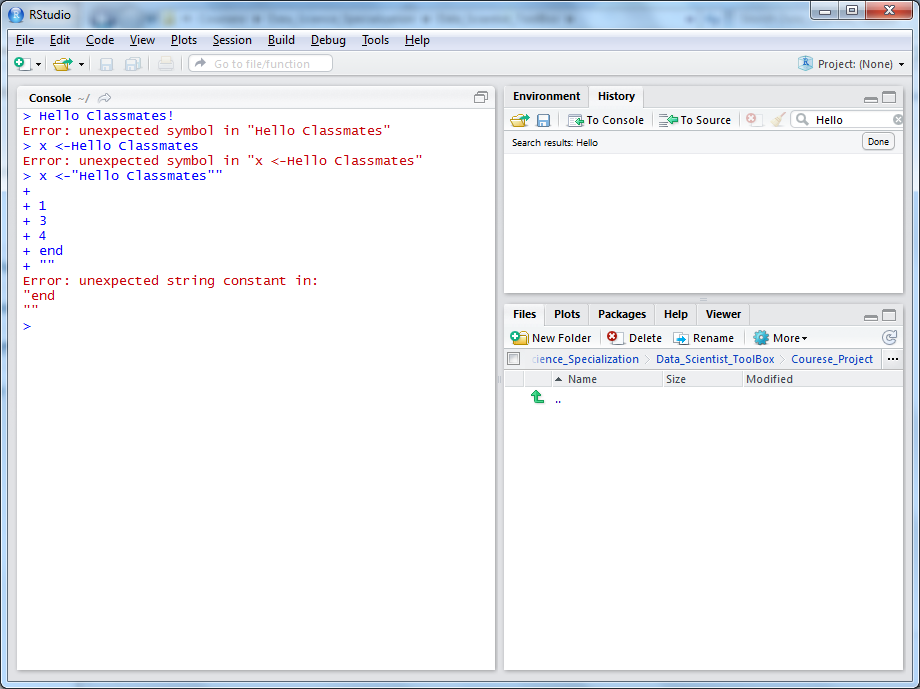 RStudio
File Edit Code View Plots Session Build Debug Tools Help
Go to file/function
Project: (None)
Console ~/
> Hello Classmates!
Error: unexpected symbol in "Hello Classmates"
> x <-Hello Classmates
Error: unexpected symbol in "x <-Hello Classmates"
> x <-"Hello Classmates""
+
+ 1
+ 3
+ 4
+ end
+ ""
Error: unexpected string constant in:
"end
""
>
Environment History
To Console To Source Hello
Search results: Hello Done
Files Plots Packages Help Viewer
New Folder Delete Rename More
cience_Specialization Data_Scientist_ToolBox Courese_Project ...
Name Size Modified
..